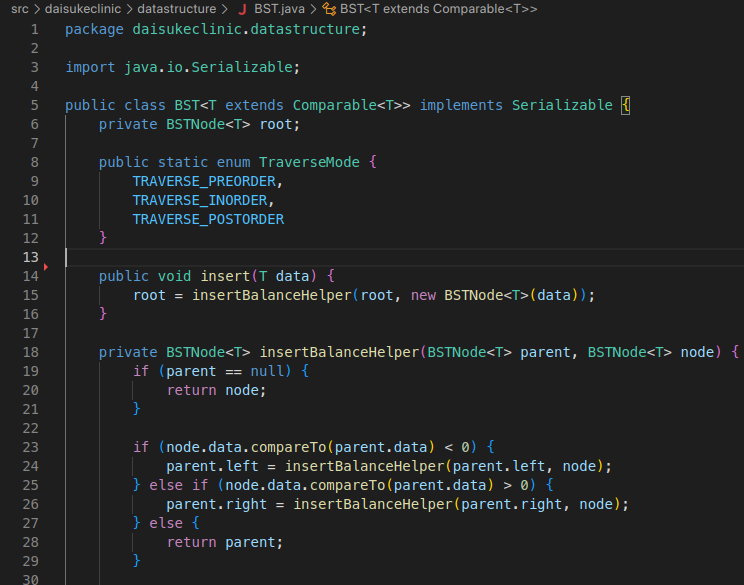 src > daisukeclinic > datastructure > J BST.java > BST<T extends Comparable<T>>
1 package daisukeclinic.datastructure;
2
3 import java.io.Serializable;
4
5 public class BST<T extends Comparable<T>> implements Serializable {
6     private BSTNode<T> root;
7
8     public static enum TraverseMode {
9         TRAVERSE_PREORDER,
10         TRAVERSE_INORDER,
11         TRAVERSE_POSTORDER
12     }
13
14     public void insert(T data) {
15         root = insertBalanceHelper(root, new BSTNode<T>(data));
16     }
17
18     private BSTNode<T> insertBalanceHelper(BSTNode<T> parent, BSTNode<T> node) {
19         if (parent == null) {
20             return node;
21         }
22
23         if (node.data.compareTo(parent.data) < 0) {
24             parent.left = insertBalanceHelper(parent.left, node);
25         } else if (node.data.compareTo(parent.data) > 0) {
26             parent.right = insertBalanceHelper(parent.right, node);
27         } else {
28             return parent;
29         }
30